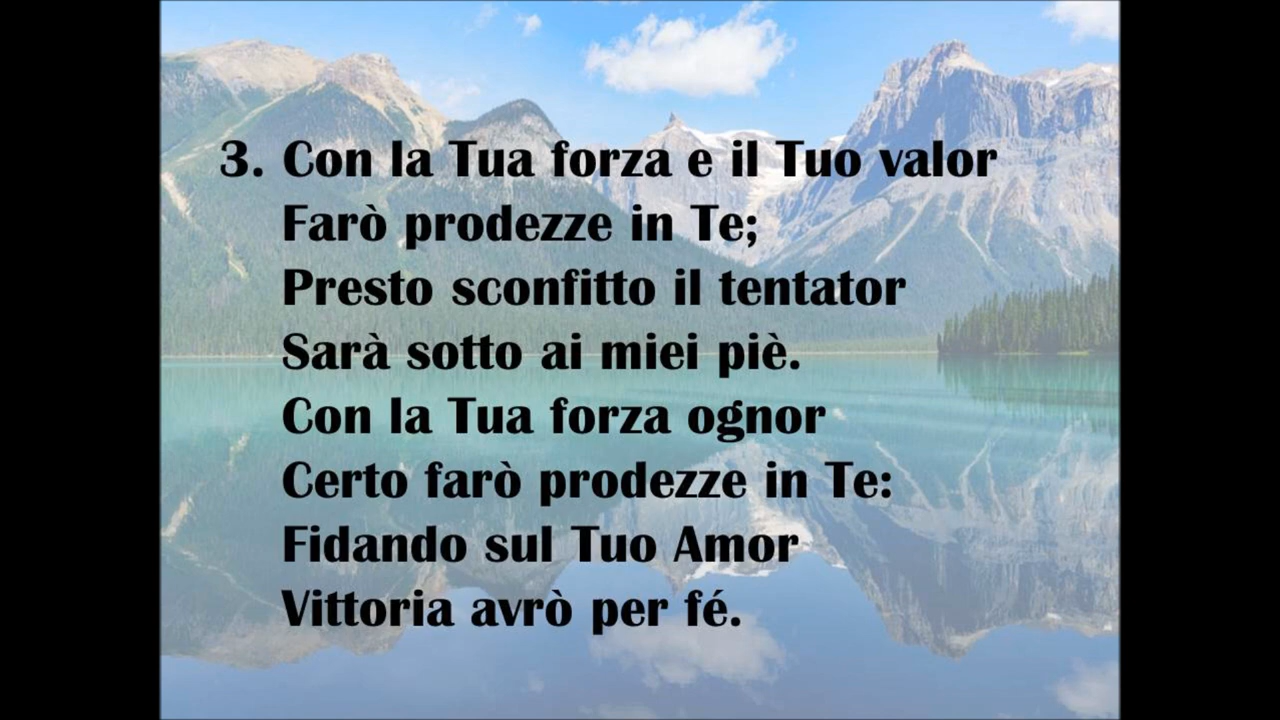 3. Con la Tua forza e il Tuo valor
Farò prodezze in Te;
Presto sconfitto il tentator
Sarà sotto ai miei piè.
Con la Tua forza ognor
Certo farò prodezze in Te:
Fidando sul Tuo Amor
Vittoria avrò per fé.